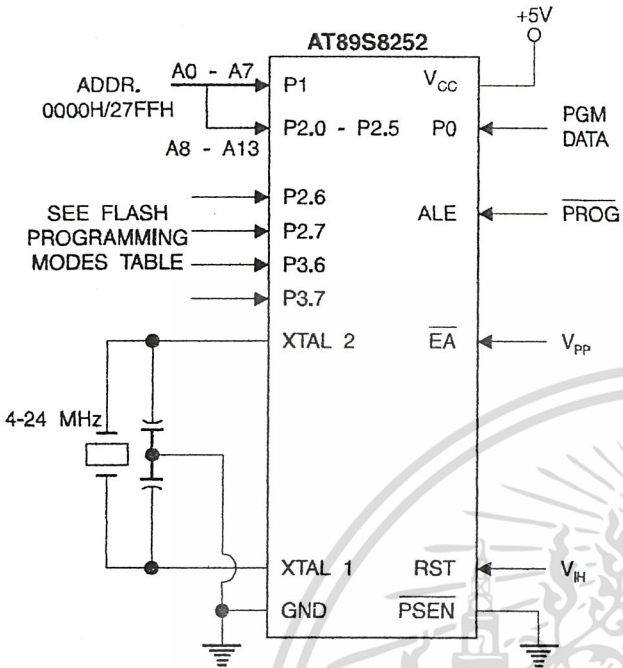 +5V
AT89S8252
ADDR.
0000H/27FFH
A0 - A7
A8 - A13
P1
VCC
P2.0 - P2.5
P0
PGM
DATA
P2.6
SEE FLASH
PROGRAMMING
MODES TABLE
P2.7
P3.6
P3.7
ALE
PROG
XTAL 2
EA
VPP
4-24 MHz
XTAL 1
RST
VIH
GND
PSEN